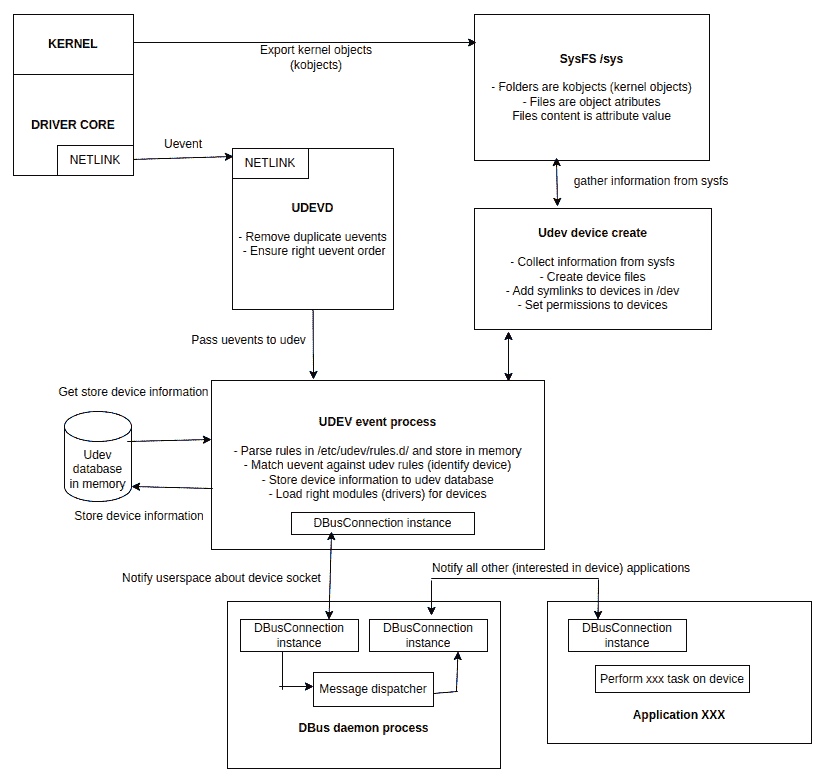 KERNEL
Export kernel objects
(kobjects)
SysFS /sys
- Folders are kobjects (kernel objects)
- Files are object atributes
Files content is attribute value
DRIVER CORE
NETLINK
Uevent
NETLINK
UDEVD
- Remove duplicate uevents
- Ensure right uevent order
gather information from sysfs
Udev device create
- Collect information from sysfs
- Create device files
- Add symlinks to devices in /dev
- Set permissions to devices
Pass uevents to udev
Get store device information
Udev
database
in memory
Store device information
UDEV event process
- Parse rules in /etc/udev/rules.d/ and store in memory
- Match uevent against udev rules (identify device)
- Store device information to udev database
- Load right modules (drivers) for devices
DBusConnection instance
Notify userspace about device socket
Notify all other (interested in device) applications
DBusConnection
instance
DBusConnection
instance
Message dispatcher
DBus daemon process
DBusConnection
instance
Perform xxx task on device
Application XXX